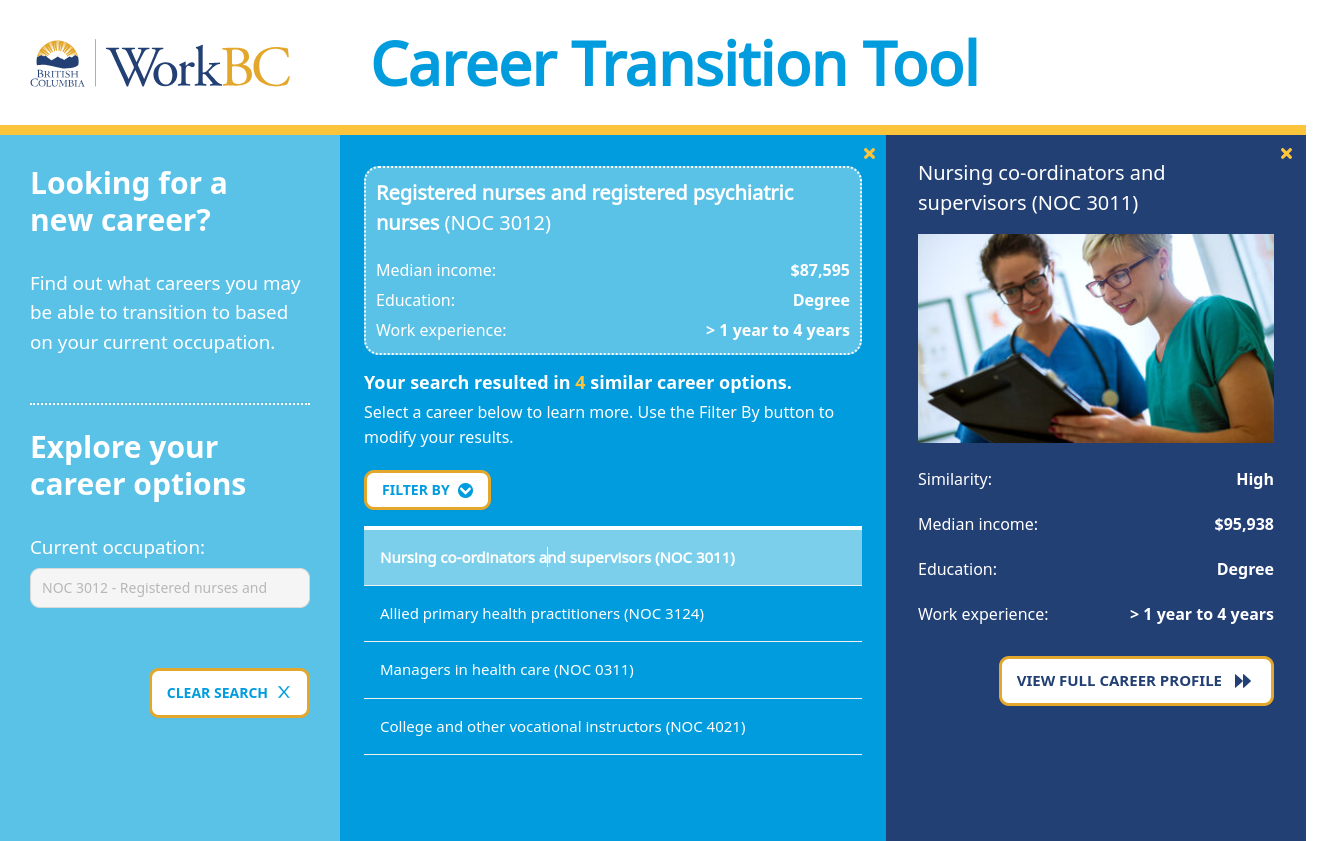 BRITISH
COLUMBIA
WorkBC
Career Transition Tool
Looking for a
new career?
Find out what careers you may
be able to transition to based
on your current occupation.
Explore your
career options
Current occupation:
NOC 3012 - Registered nurses and
CLEAR SEARCH X
Registered nurses and registered psychiatric
nurses (NOC 3012)
Median income: $87,595
Education: Degree
Work experience: > 1 year to 4 years
Your search resulted in 4 similar career options.
Select a career below to learn more. Use the Filter By button to
modify your results.
FILTER BY
Nursing co-ordinators and supervisors (NOC 3011)
Allied primary health practitioners (NOC 3124)
Managers in health care (NOC 0311)
College and other vocational instructors (NOC 4021)
Nursing co-ordinators and
supervisors (NOC 3011)
Similarity: High
Median income: $95,938
Education: Degree
Work experience: > 1 year to 4 years
VIEW FULL CAREER PROFILE